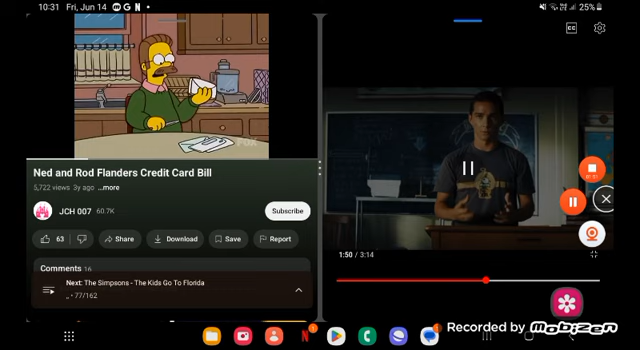 10:31 Fri, Jun 14
25%
FOX
Ned and Rod Flanders Credit Card Bill
5,722 views 3y ago ...more
JCH 007 60.7K
Subscribe
63
Share
Download
Save
Report
Comments 16
Next: The Simpsons - The Kids Go To Florida
,, • 77/162
1:50 / 3:14
Recorded by mobizen